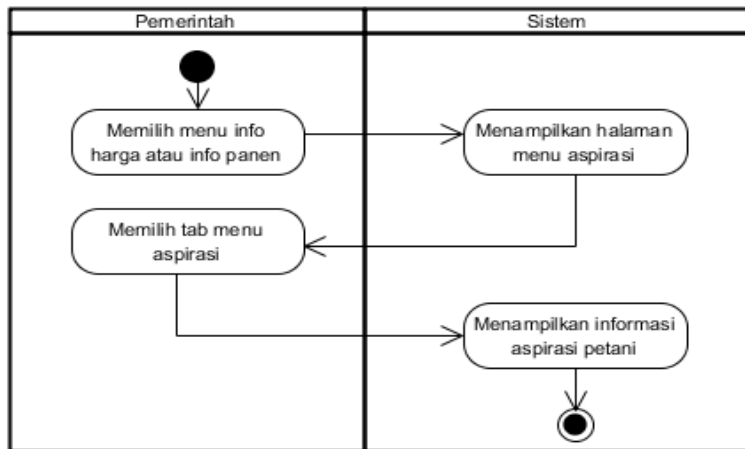 Pemerintah
Sistem
Memilih menu info
harga atau info panen
Menampilkan halaman
menu aspirasi
Memilih tab menu
aspirasi
Menampilkan informasi
aspirasi petani